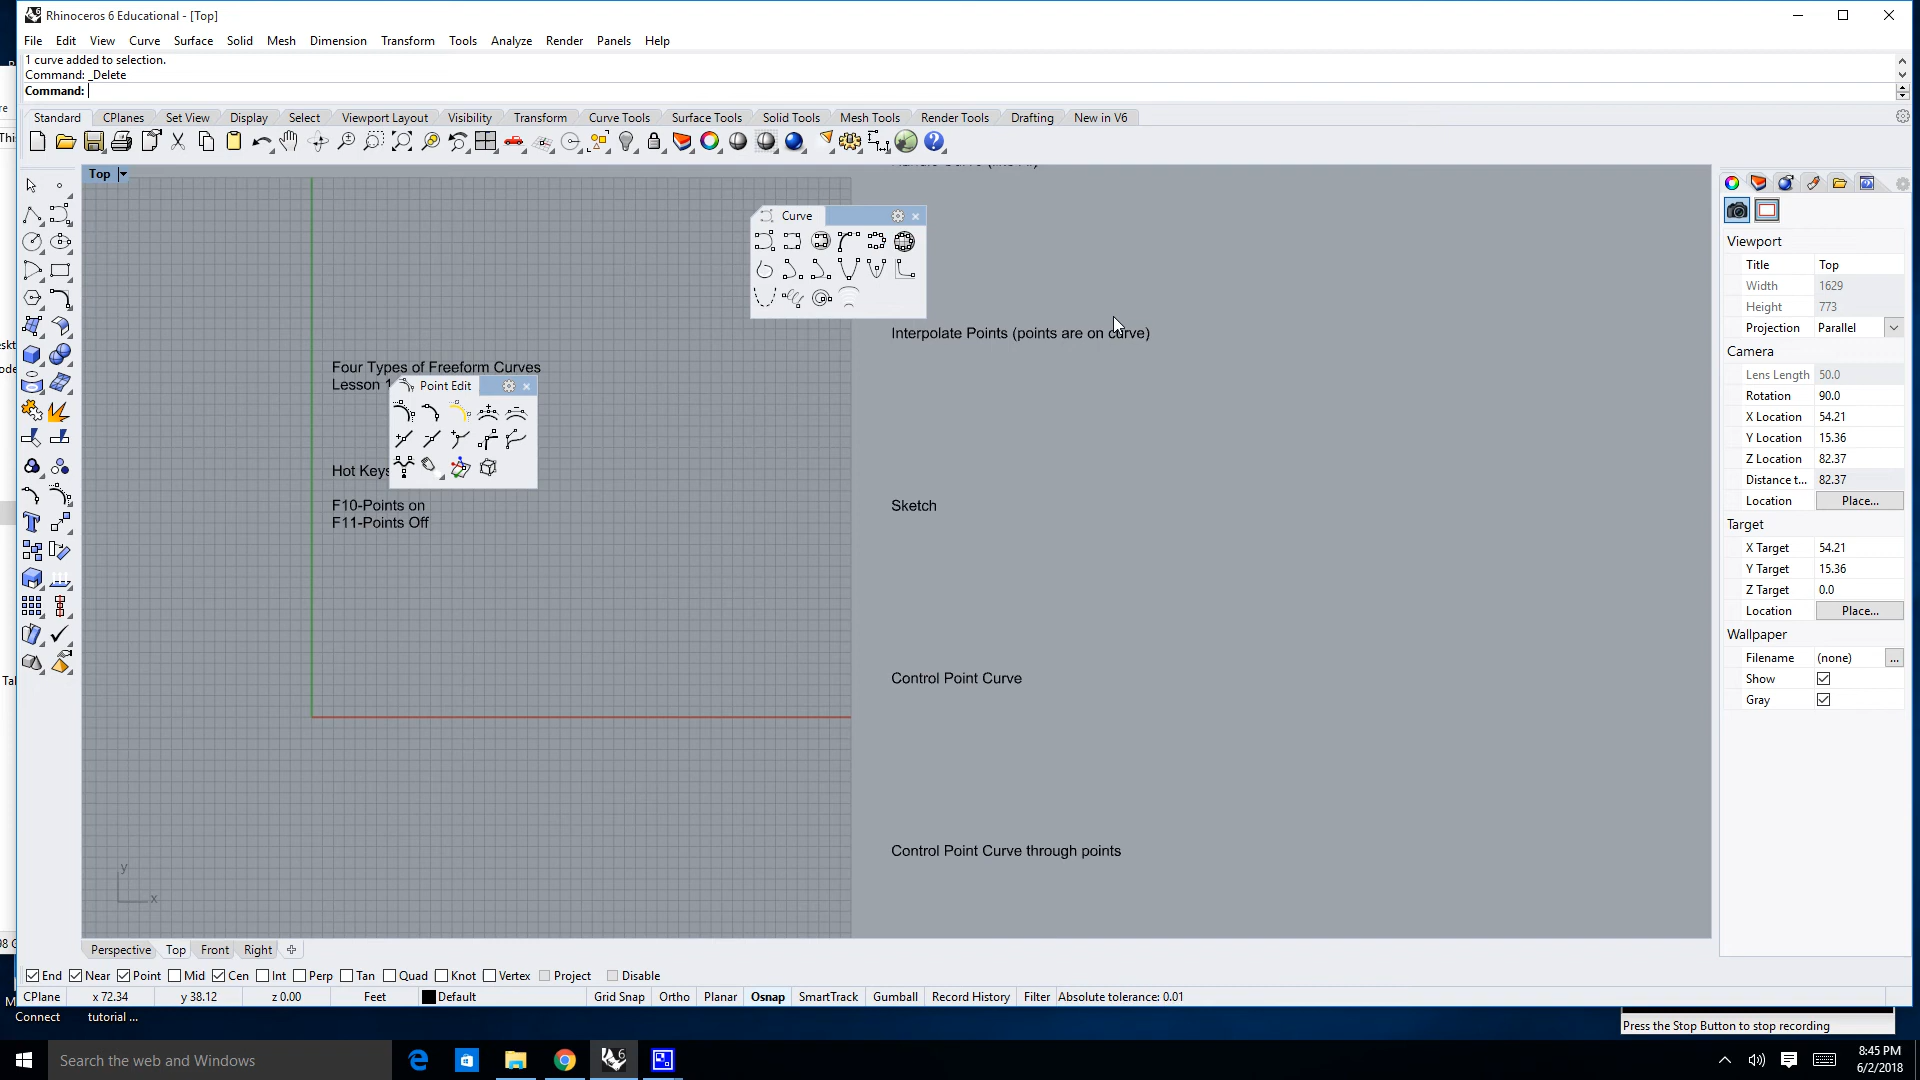 Rhinoceros 6 Educational - [Top]
File Edit View Curve Surface Solid Mesh Dimension Transform Tools Analyze Render Panels Help
1 curve added to selection.
Command: _Delete
Command:
Standard CPlanes Set View Display Select Viewport Layout Visibility Transform Curve Tools Surface Tools Solid Tools Mesh Tools Render Tools Drafting New in V6
Top
Curve
Interpolate Points (points are on curve)
Four Types of Freeform Curves
Lesson 1
Point Edit
Hot Keys
F10-Points on
F11-Points Off
Sketch
Control Point Curve
Control Point Curve through points
y
x
Viewport
Title Top
Width 1629
Height 773
Projection Parallel
Camera
Lens Length 50.0
Rotation 90.0
X Location 54.21
Y Location 15.36
Z Location 82.37
Distance t... 82.37
Location Place...
Target
X Target 54.21
Y Target 15.36
Z Target 0.0
Location Place...
Wallpaper
Filename (none) ...
Show
Gray
Perspective Top Front Right
End Near Point Mid Cen Int Perp Tan Quad Knot Vertex Project Disable
CPlane x 72.34 y 38.12 z 0.00 Feet Default Grid Snap Ortho Planar Osnap SmartTrack Gumball Record History Filter Absolute tolerance: 0.01
Connect tutorial ...
Press the Stop Button to stop recording
Search the web and Windows
8:45 PM
6/2/2018